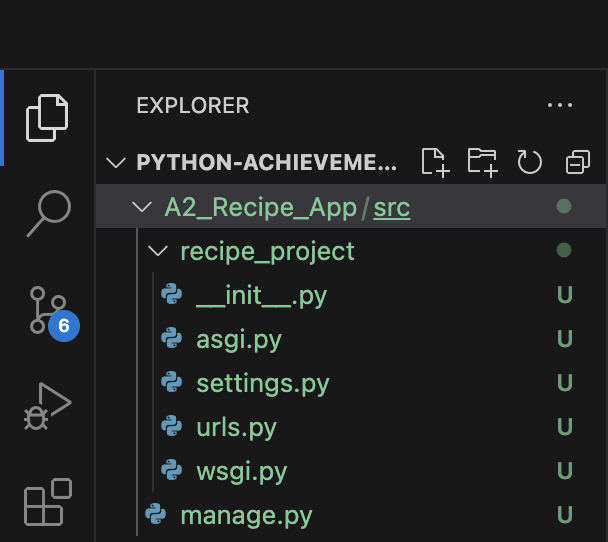 EXPLORER ...
PYTHON-ACHIEVEME...
A2_Recipe_App / src
recipe_project
__init__.py U
asgi.py U
settings.py U
6
urls.py U
wsgi.py U
manage.py U